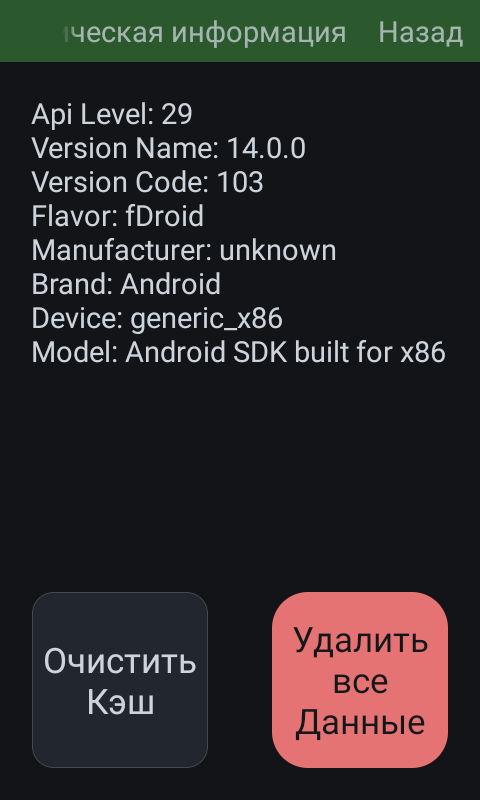 ческая информация Назад
Api Level: 29
Version Name: 14.0.0
Version Code: 103
Flavor: fDroid
Manufacturer: unknown
Brand: Android
Device: generic_x86
Model: Android SDK built for x86
Очистить
Кэш
Удалить
все
Данные